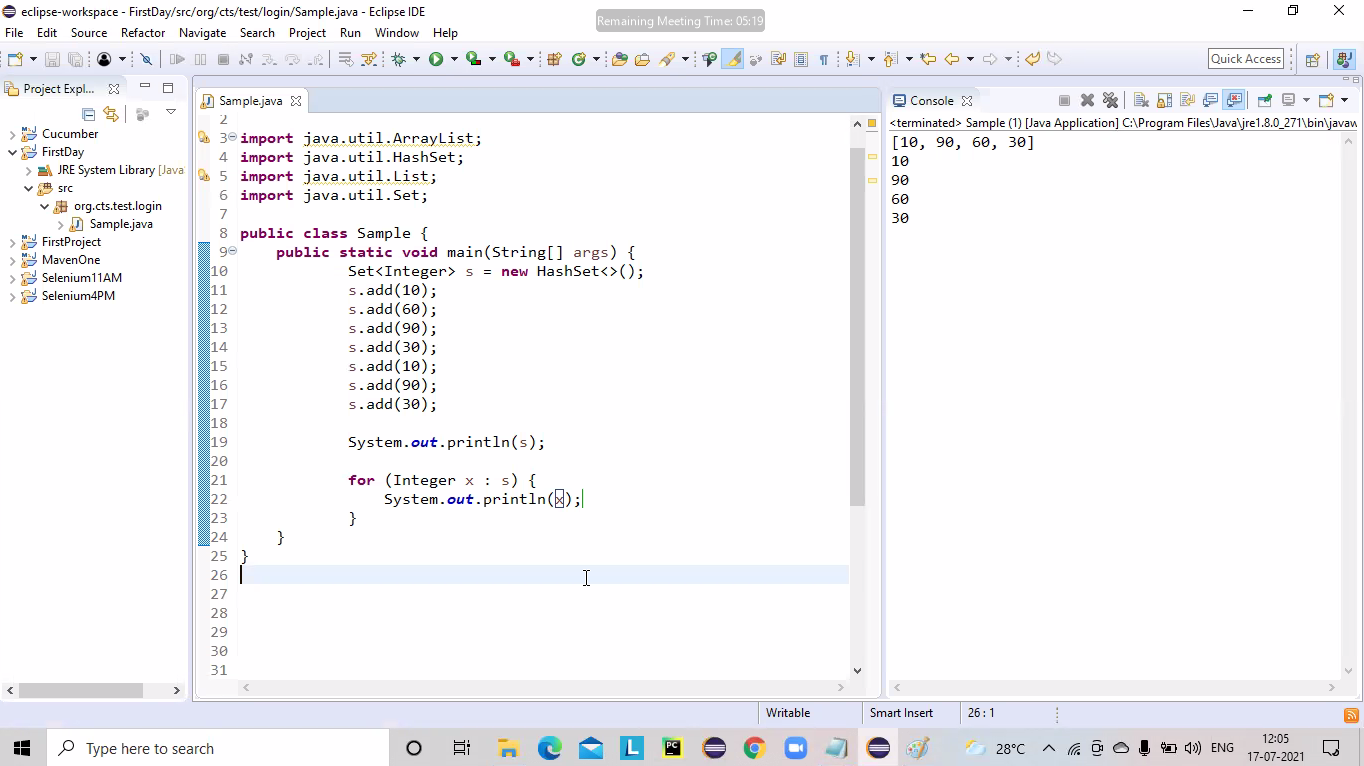 eclipse-workspace - FirstDay/src/org/cts/test/login/Sample.java - Eclipse IDE
Remaining Meeting Time: 05:19
File Edit Source Refactor Navigate Search Project Run Window Help
Quick Access
Project Expl...
Cucumber
FirstDay
JRE System Library [Java
src
org.cts.test.login
Sample.java
FirstProject
MavenOne
Selenium11AM
Selenium4PM
Sample.java
2
3 import java.util.ArrayList;
4 import java.util.HashSet;
5 import java.util.List;
6 import java.util.Set;
7
8 public class Sample {
9 public static void main(String[] args) {
10 Set<Integer> s = new HashSet<>();
11 s.add(10);
12 s.add(60);
13 s.add(90);
14 s.add(30);
15 s.add(10);
16 s.add(90);
17 s.add(30);
18
19 System.out.println(s);
20
21 for (Integer x : s) {
22 System.out.println(x);
23 }
24 }
25 }
26
27
28
29
30
31
Console
<terminated> Sample (1) [Java Application] C:\Program Files\Java\jre1.8.0_271\bin\javaw
[10, 90, 60, 30]
10
90
60
30
Writable Smart Insert 26 : 1
Type here to search
L
PC
28°C
ENG
12:05
17-07-2021